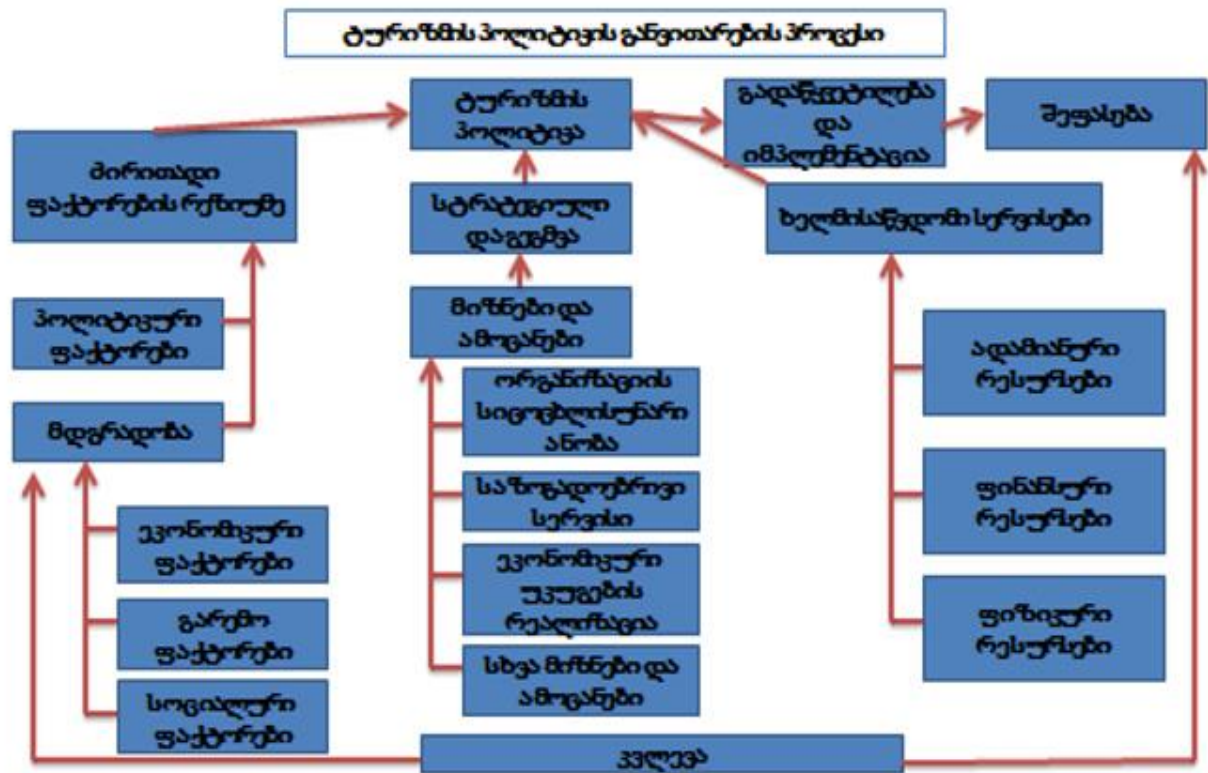 ტურიზმის პოლიტიკის განვითარების პროცესი
ტურიზმის
პოლიტიკა
გადაწყვეტილება
და
იმპლემენტაცია
შეფასება
ძირითადი
ფაქტორების რეზიუმე
სტრატეგიული
დაგეგმვა
ხელმისაწვდომი სერვისები
პოლიტიკური
ფაქტორები
მიზნები და
ამოცანები
ადამიანური
რესურსები
ორგანიზაციის
სიცოცხლისუნარი
ანობა
მდგრადობა
საზოგადოებრივი
სერვისი
ფინანსური
რესურსები
ეკონომიკური
ფაქტორები
ეკონომიკური
უკუგების
რეალიზაცია
გარემო
ფაქტორები
ფიზიკური
რესურსები
სხვა მიზნები და
ამოცანები
სოციალური
ფაქტორები
კვლევა